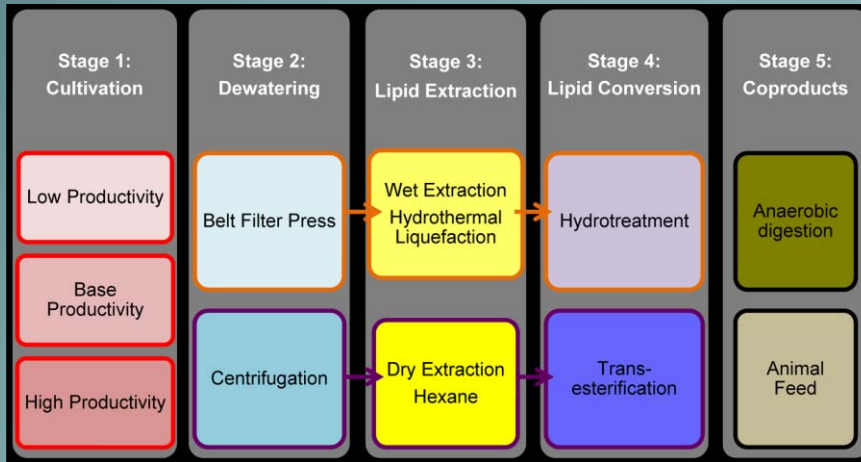 Stage 1:
Cultivation
Low Productivity
Base
Productivity
High Productivity
Stage 2:
Dewatering
Belt Filter Press
Centrifugation
Stage 3:
Lipid Extraction
Wet Extraction
Hydrothermal
Liquefaction
Dry Extraction
Hexane
Stage 4:
Lipid Conversion
Hydrotreatment
Trans-
esterification
Stage 5:
Coproducts
Anaerobic
digestion
Animal
Feed